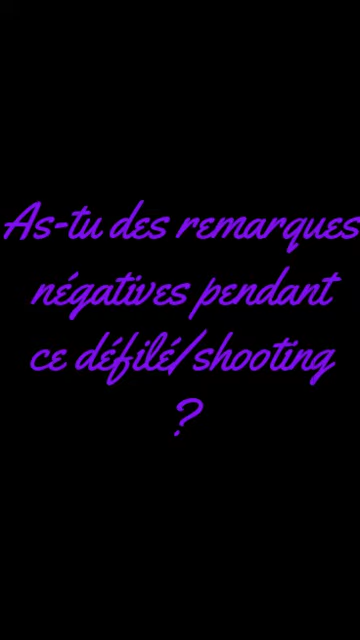 As-tu des remarques
négatives pendant
ce défilé/shooting
?